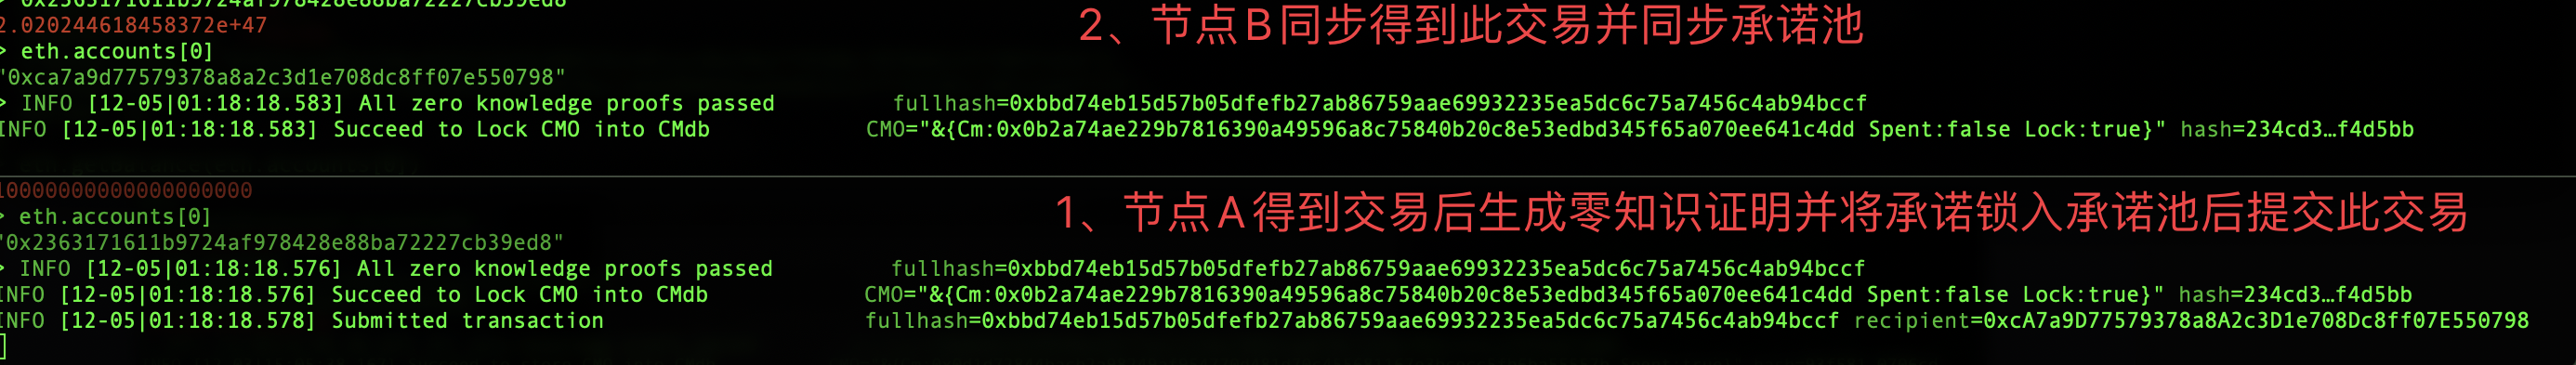 > 0x2363171611b9724af978428e88ba72227cb39ed8
2.020244618458372e+47
2、节点B同步得到此交易并同步承诺池
> eth.accounts[0]
"0xca7a9d77579378a8a2c3d1e708dc8ff07e550798"
> INFO [12-05|01:18:18.583] All zero knowledge proofs passed fullhash=0xbbd74eb15d57b05dfefb27ab86759aae69932235ea5dc6c75a7456c4ab94bccf
INFO [12-05|01:18:18.583] Succeed to Lock CMO into CMdb CMO="&{Cm:0x0b2a74ae229b7816390a49596a8c75840b20c8e53edbd345f65a070ee641c4dd Spent:false Lock:true}" hash=234cd3…f4d5bb
10000000000000000000
1、节点A得到交易后生成零知识证明并将承诺锁入承诺池后提交此交易
> eth.accounts[0]
"0x2363171611b9724af978428e88ba72227cb39ed8"
> INFO [12-05|01:18:18.576] All zero knowledge proofs passed fullhash=0xbbd74eb15d57b05dfefb27ab86759aae69932235ea5dc6c75a7456c4ab94bccf
INFO [12-05|01:18:18.576] Succeed to Lock CMO into CMdb CMO="&{Cm:0x0b2a74ae229b7816390a49596a8c75840b20c8e53edbd345f65a070ee641c4dd Spent:false Lock:true}" hash=234cd3…f4d5bb
INFO [12-05|01:18:18.578] Submitted transaction fullhash=0xbbd74eb15d57b05dfefb27ab86759aae69932235ea5dc6c75a7456c4ab94bccf recipient=0xcA7a9D77579378a8A2c3D1e708Dc8ff07E550798